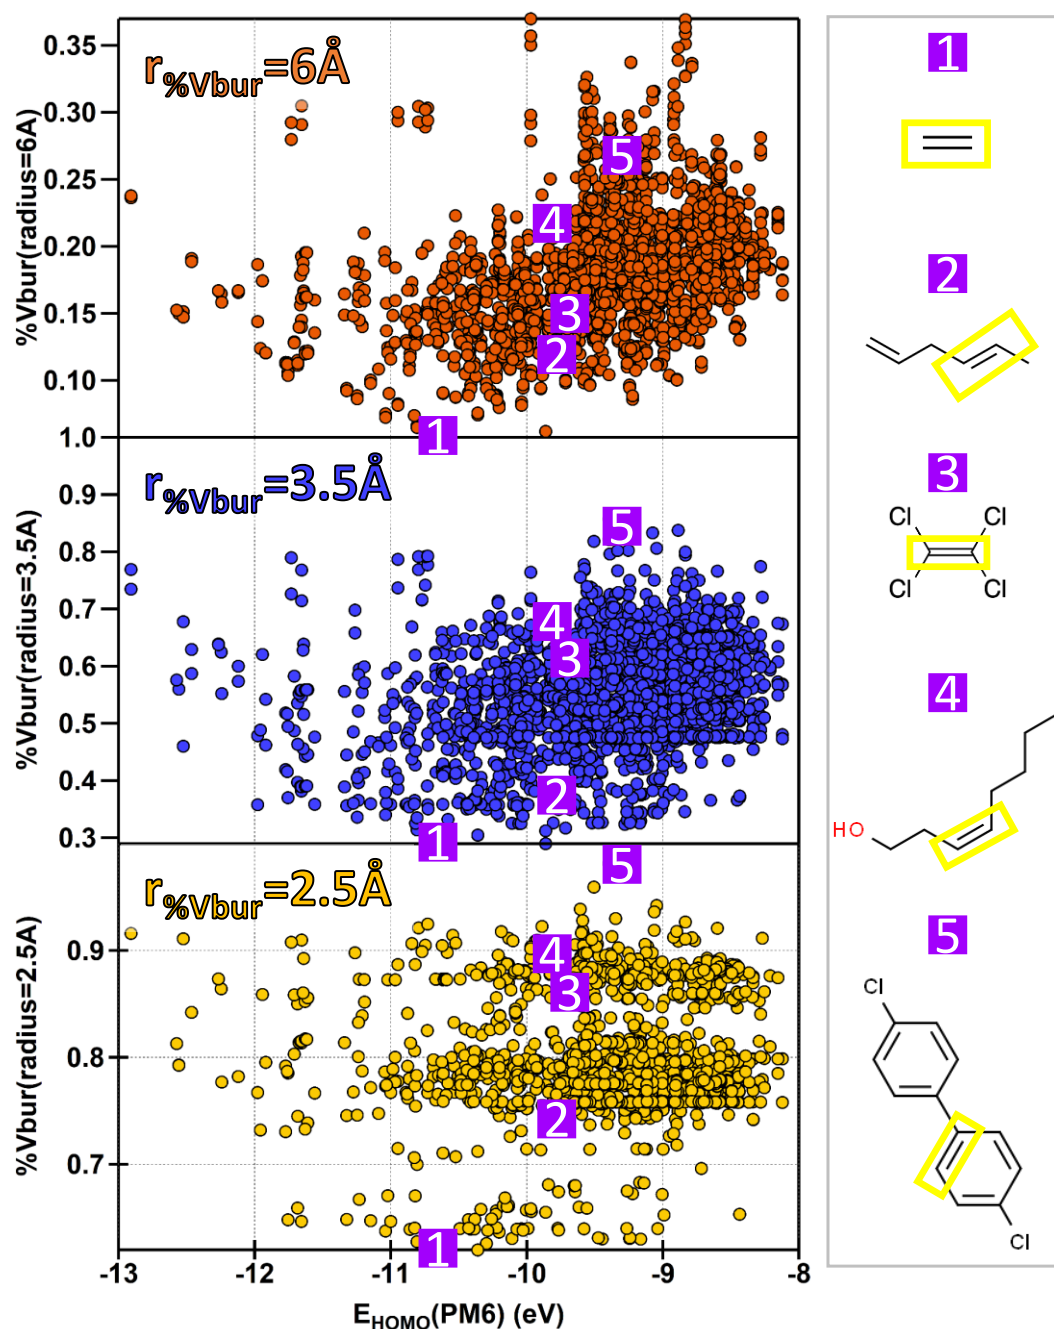 r%Vbur=6Å
%Vbur(radius=6A)
0.35
0.30
0.25
0.20
0.15
0.10
5
4
3
2
1
r%Vbur=3.5Å
%Vbur(radius=3.5A)
1.0
0.9
0.8
0.7
0.6
0.5
0.4
0.3
5
4
3
2
1
r%Vbur=2.5Å
%Vbur(radius=2.5A)
0.9
0.8
0.7
5
4
3
2
1
-13 -12 -11 -10 -9 -8
EHOMO(PM6) (eV)
1
2
3
Cl Cl
Cl Cl
4
HO
5
Cl
Cl